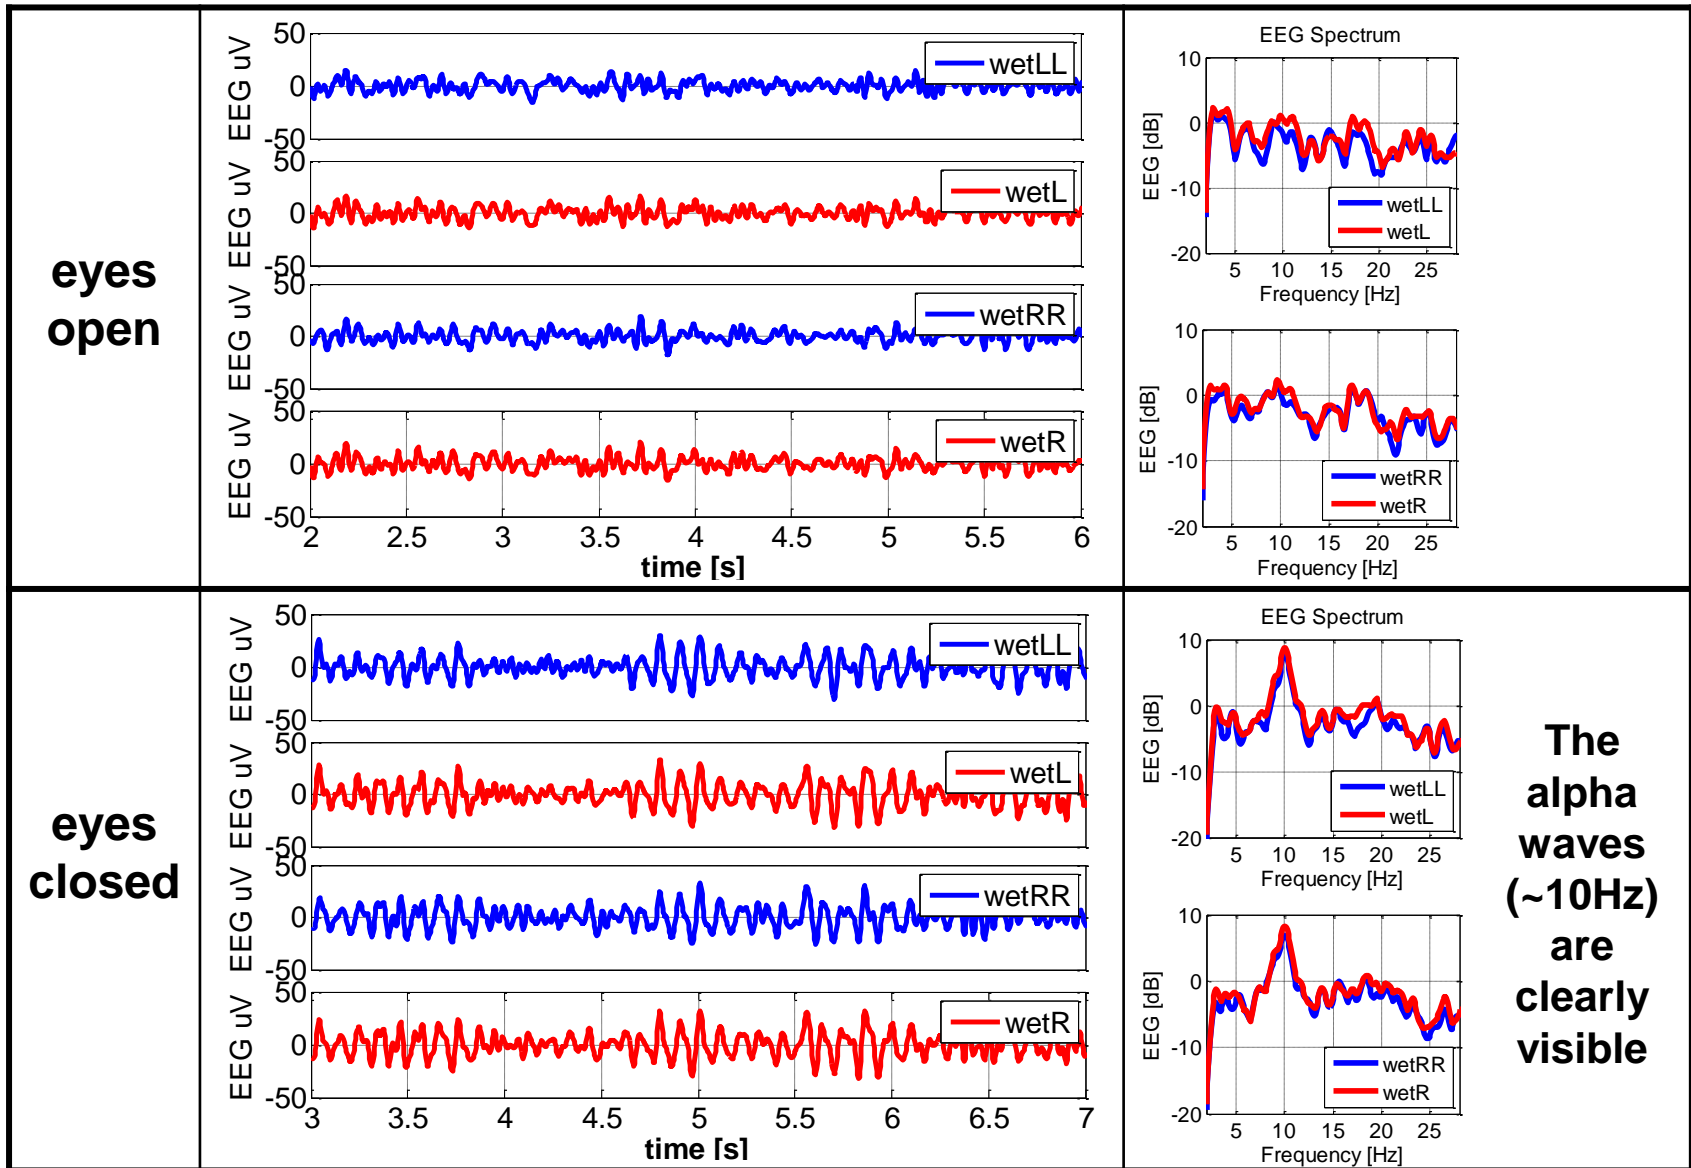 eyes
open
EEG uV
50
0
-50
wetLL
EEG uV
50
0
-50
wetL
EEG uV
50
0
-50
wetRR
EEG uV
50
0
-50
wetR
2 2.5 3 3.5 4 4.5 5 5.5 6
time [s]
EEG Spectrum
EEG [dB]
10
0
-10
-20
wetLL
wetL
5 10 15 20 25
Frequency [Hz]
EEG [dB]
10
0
-10
-20
wetRR
wetR
5 10 15 20 25
Frequency [Hz]
eyes
closed
EEG uV
50
0
-50
wetLL
EEG uV
50
0
-50
wetL
EEG uV
50
0
-50
wetRR
EEG uV
50
0
-50
wetR
3 3.5 4 4.5 5 5.5 6 6.5 7
time [s]
EEG Spectrum
EEG [dB]
10
0
-10
-20
wetLL
wetL
5 10 15 20 25
Frequency [Hz]
EEG [dB]
10
0
-10
-20
wetRR
wetR
5 10 15 20 25
Frequency [Hz]
The
alpha
waves
(~10Hz)
are
clearly
visible